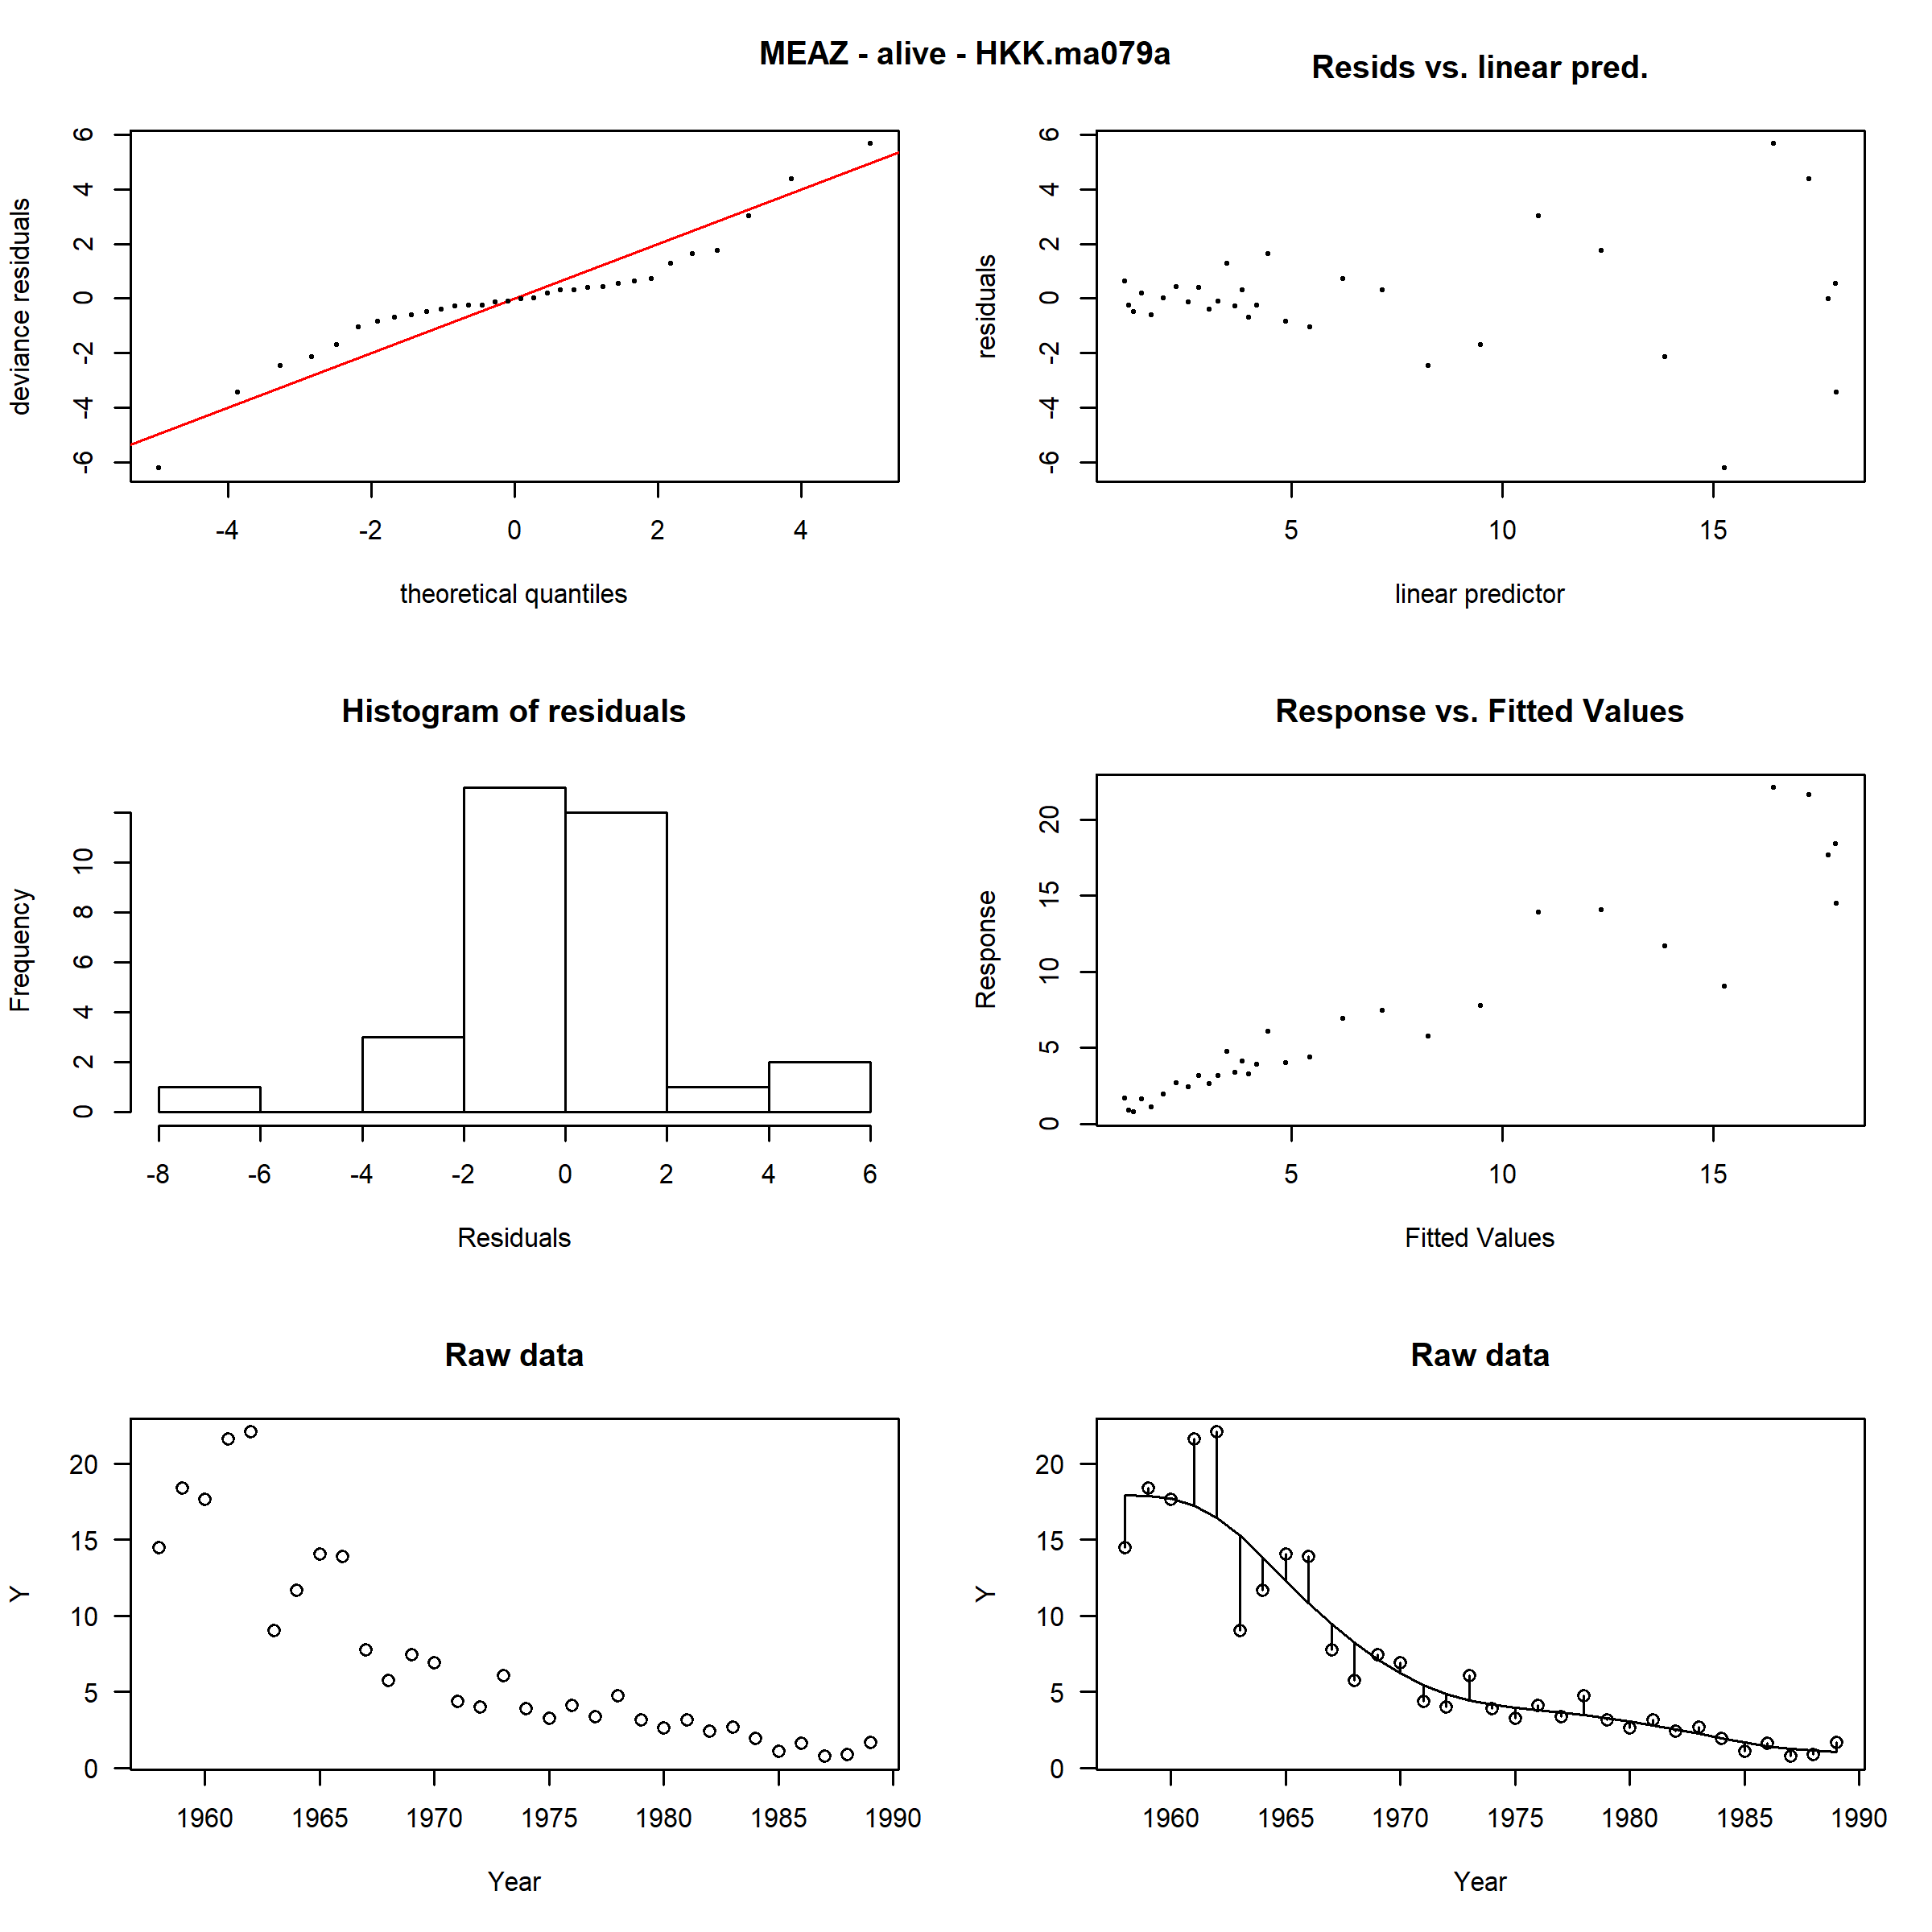 MEAZ - alive - HKK.ma079a
Resids vs. linear pred.
deviance residuals
-6 -4 -2 0 2 4 6
-4 -2 0 2 4
theoretical quantiles
residuals
-6 -4 -2 0 2 4 6
5 10 15
linear predictor
Histogram of residuals
Frequency
0 2 4 6 8 10
-8 -6 -4 -2 0 2 4 6
Residuals
Response vs. Fitted Values
Response
0 5 10 15 20
5 10 15
Fitted Values
Raw data
Y
0 5 10 15 20
1960 1965 1970 1975 1980 1985 1990
Year
Raw data
Y
0 5 10 15 20
1960 1965 1970 1975 1980 1985 1990
Year